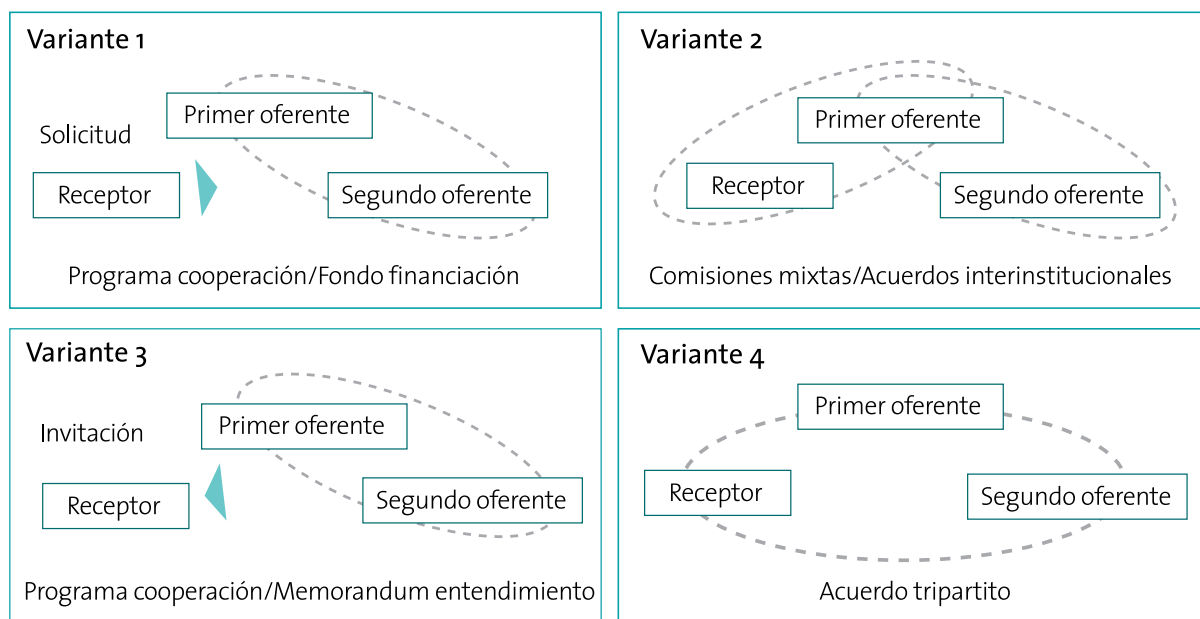 Variante 1
Primer oferente
Solicitud
Receptor
Segundo oferente
Programa cooperación/Fondo financiación
Variante 2
Primer oferente
Receptor
Segundo oferente
Comisiones mixtas/Acuerdos interinstitucionales
Variante 3
Primer oferente
Invitación
Receptor
Segundo oferente
Programa cooperación/Memorandum entendimiento
Variante 4
Primer oferente
Receptor
Segundo oferente
Acuerdo tripartito